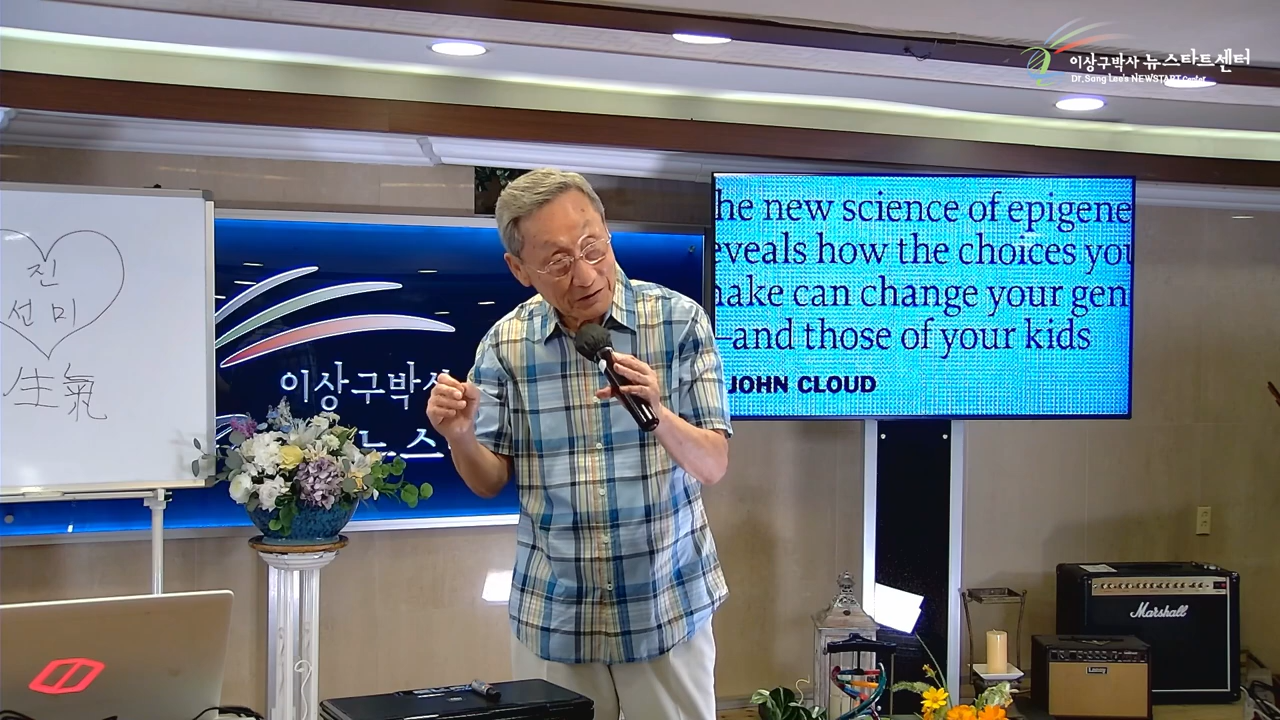 이상구박사 뉴스타트센터
Dr. Sang Lee's NEWSTART Center
진
선 미
生氣
이상구박사
뉴스
he new science of epigene
eveals how the choices you
nake can change your gen
–and those of your kids
JOHN CLOUD
Marshall
Laney